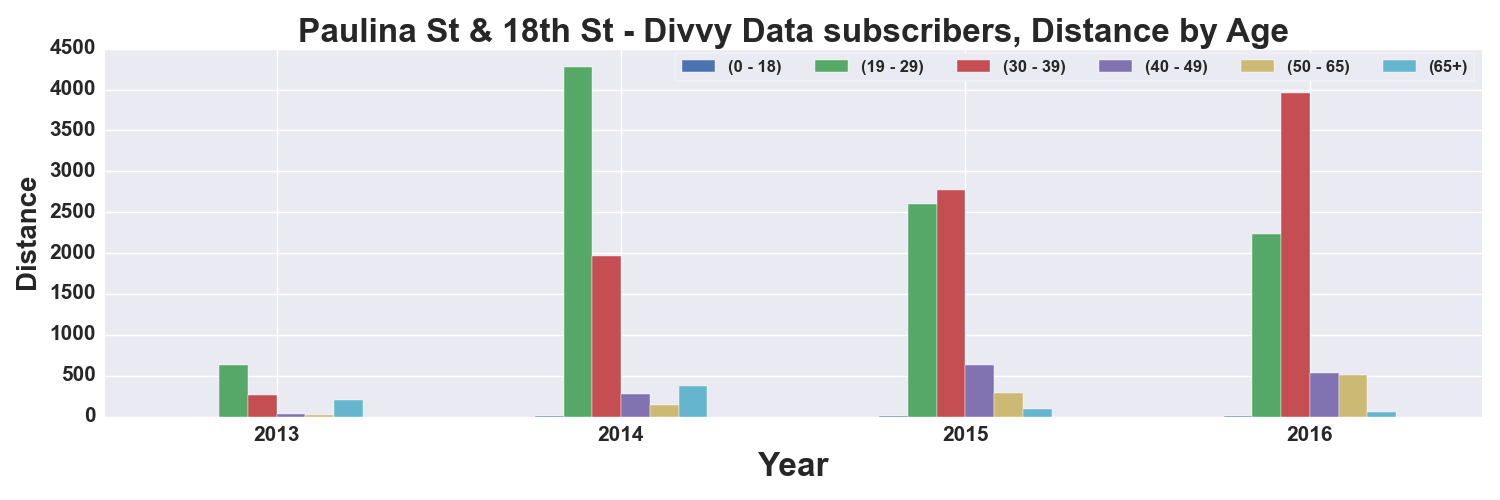 Paulina St & 18th St - Divvy Data subscribers, Distance by Age
(0 - 18) (19 - 29) (30 - 39) (40 - 49) (50 - 65) (65+)
4500
4000
3500
3000
2500
2000
1500
1000
500
0
Distance
2013 2014 2015 2016
Year